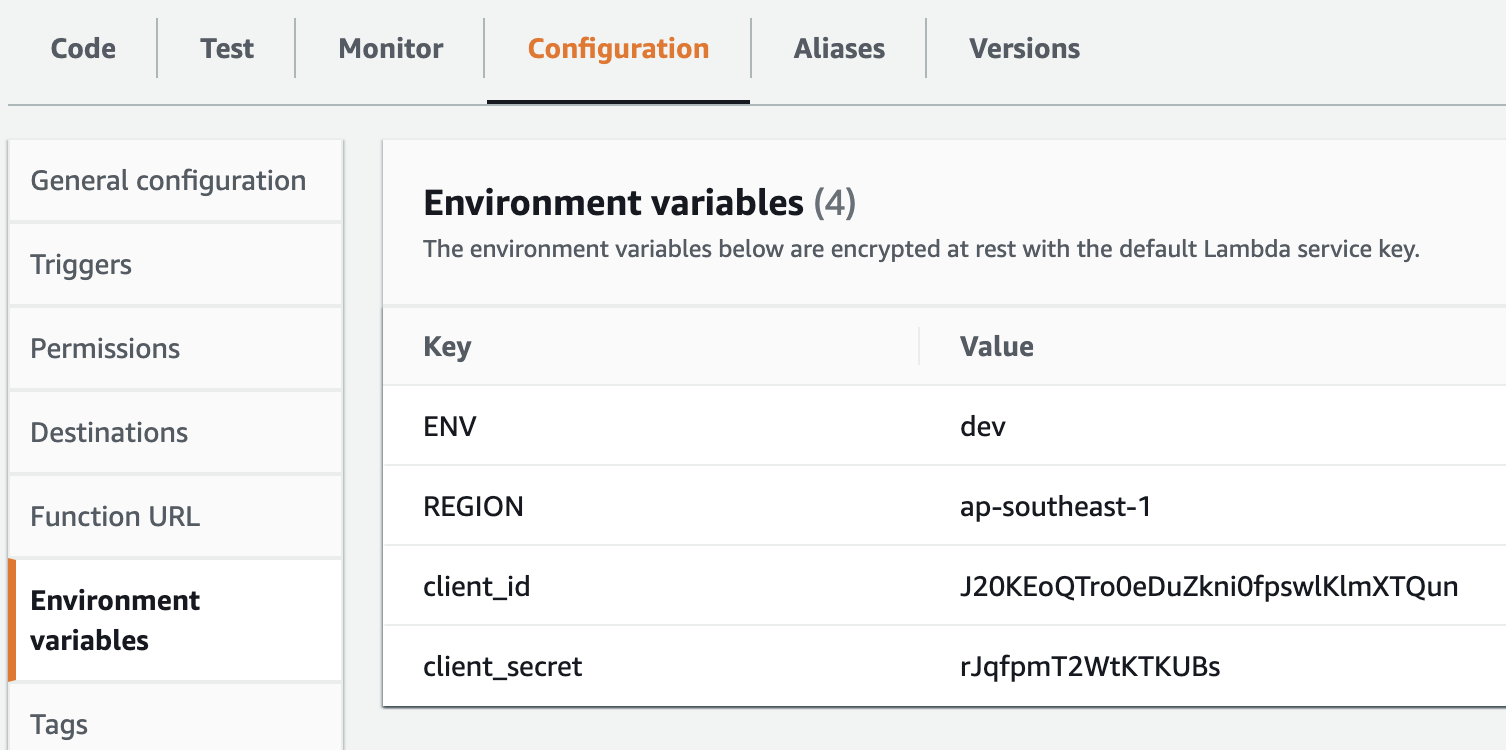 Code Test Monitor Configuration Aliases Versions
General configuration
Triggers
Permissions
Destinations
Function URL
Environment
variables
Tags
Environment variables (4)
The environment variables below are encrypted at rest with the default Lambda service key.
Key Value
ENV dev
REGION ap-southeast-1
client_id J20KEoQTro0eDuZkni0fpswlKlmXTQun
client_secret rJqfpmT2WtKTKUBs